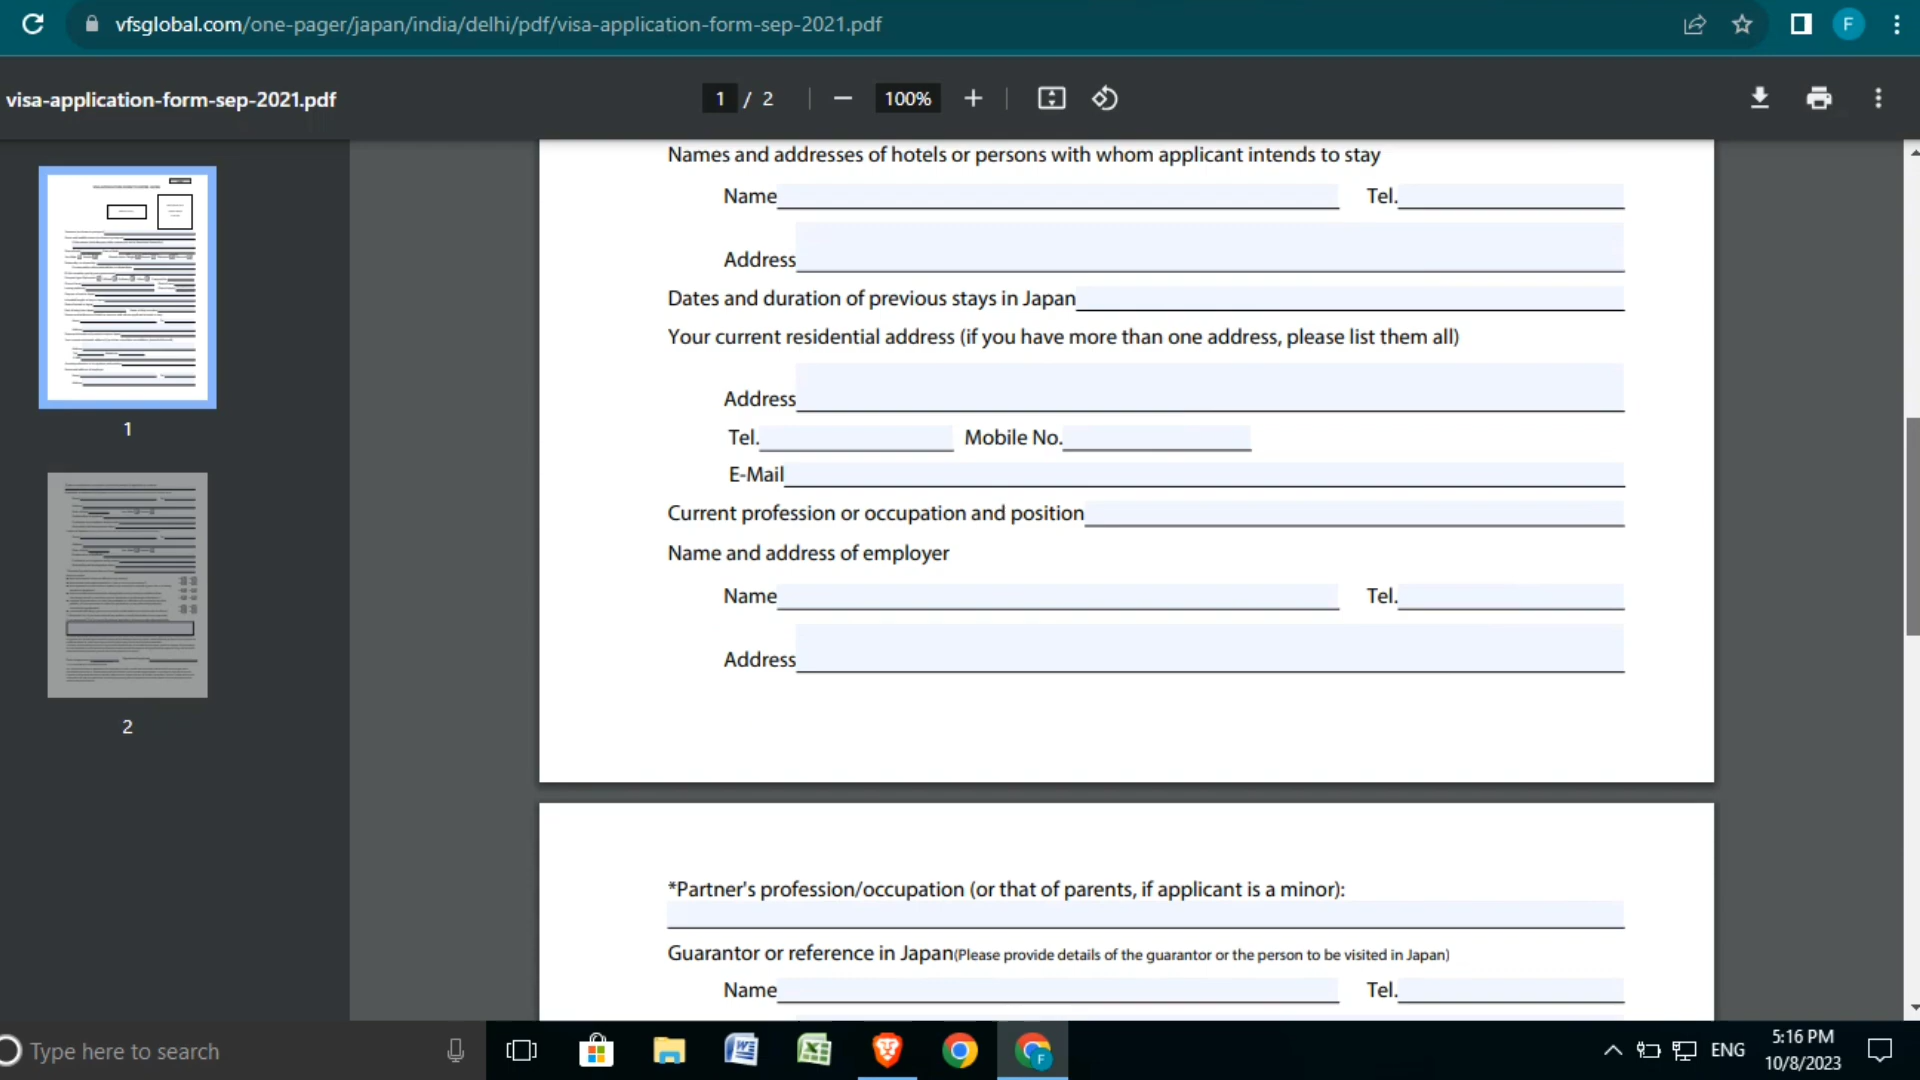 vfsglobal.com/one-pager/japan/india/delhi/pdf/visa-application-form-sep-2021.pdf
F
visa-application-form-sep-2021.pdf
1 / 2
100%
Names and addresses of hotels or persons with whom applicant intends to stay
Name Tel.
Address
Dates and duration of previous stays in Japan
Your current residential address (if you have more than one address, please list them all)
Address
Tel. Mobile No.
E-Mail
Current profession or occupation and position
Name and address of employer
Name Tel.
Address
1
2
*Partner's profession/occupation (or that of parents, if applicant is a minor):
Guarantor or reference in Japan(Please provide details of the guarantor or the person to be visited in Japan)
Name Tel.
Type here to search
F
ENG
5:16 PM
10/8/2023